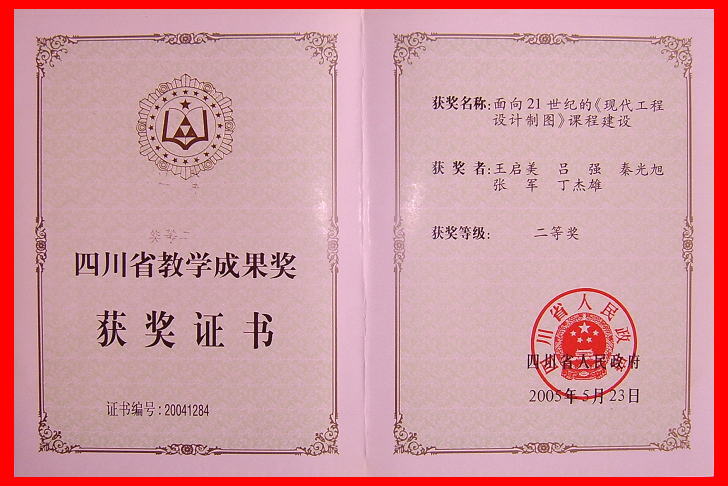 四川省教学成果奖
获奖证书
证书编号:20041284
获奖名称:面向21世纪的《现代工程
设计制图》课程建设
获奖者:王启美 吕强 秦光旭
张军 丁杰雄
获奖等级: 二等奖
四川省人民政府
四川省人民政府
2005年5月23日